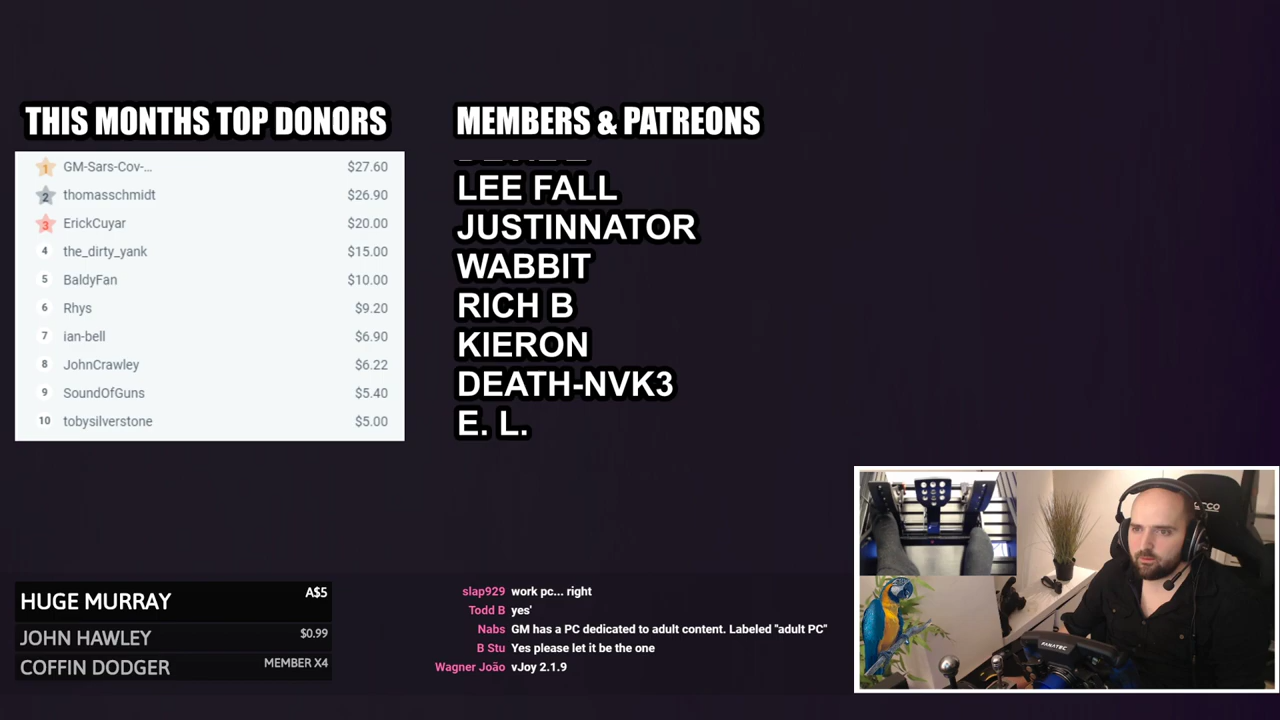 THIS MONTHS TOP DONORS
1 GM-Sars-Cov-... $27.60
2 thomasschmidt $26.90
3 ErickCuyar $20.00
4 the_dirty_yank $15.00
5 BaldyFan $10.00
6 Rhys $9.20
7 ian-bell $6.90
8 JohnCrawley $6.22
9 SoundOfGuns $5.40
10 tobysilverstone $5.00
MEMBERS & PATREONS
LEE FALL
JUSTINNATOR
WABBIT
RICH B
KIERON
DEATH-NVK3
E. L.
HUGE MURRAY A$5
JOHN HAWLEY $0.99
COFFIN DODGER MEMBER X4
slap929 work pc... right
Todd B yes'
Nabs GM has a PC dedicated to adult content. Labeled "adult PC"
B Stu Yes please let it be the one
Wagner João vJoy 2.1.9
FANATEC